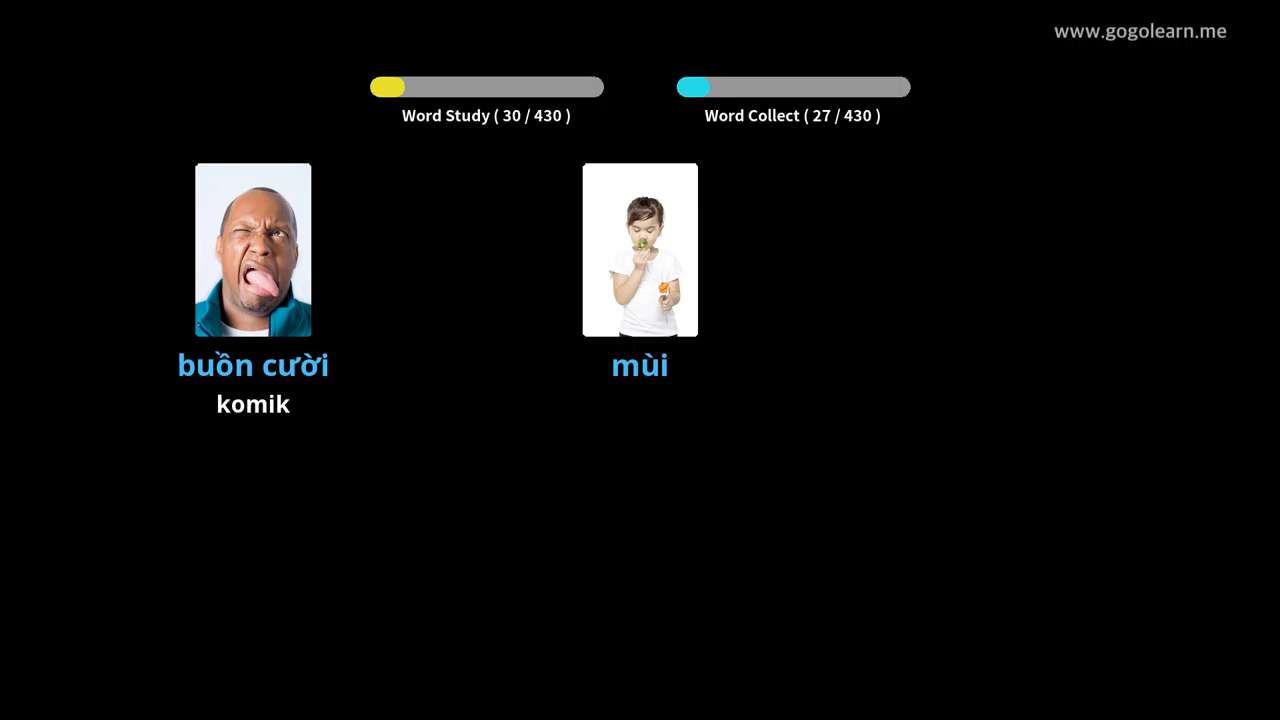 www.gogolearn.me
Word Study ( 30 / 430 )
Word Collect ( 27 / 430 )
buồn cười
komik
mùi